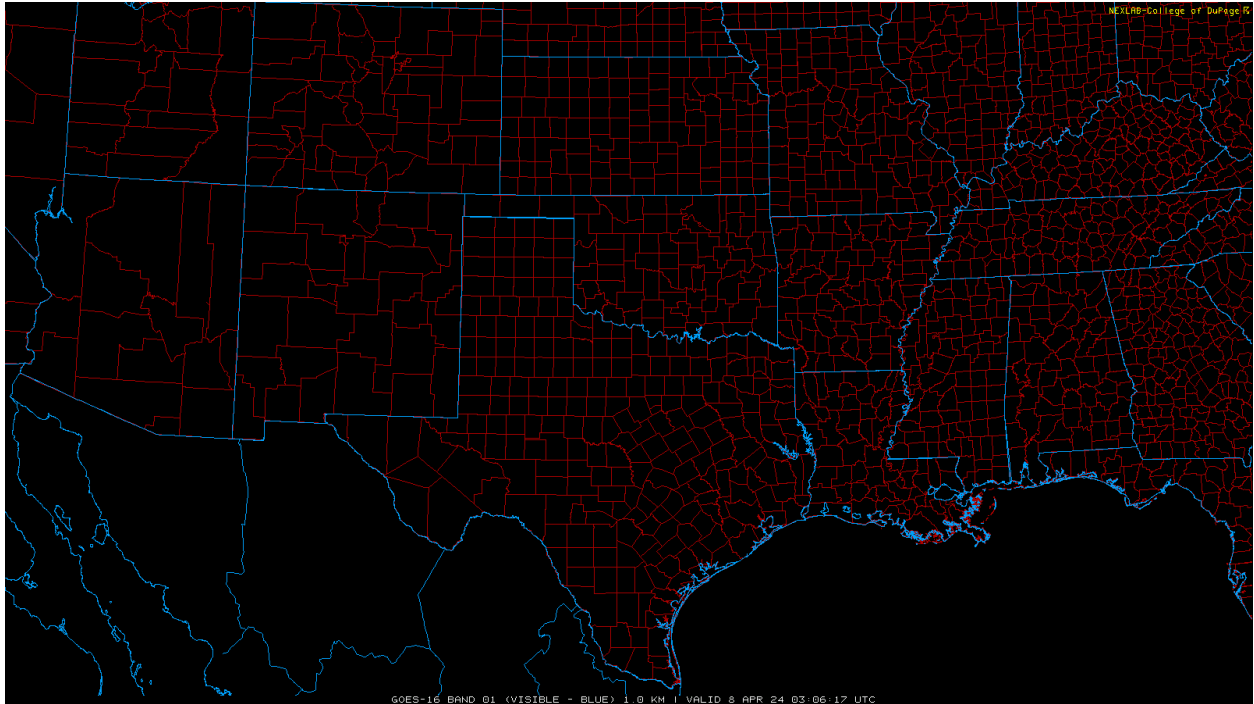 NEXLAB-College of DuPage
GOES-16 BAND 01 (VISIBLE - BLUE) 1.0 KM | VALID 8 APR 24 03:06:17 UTC